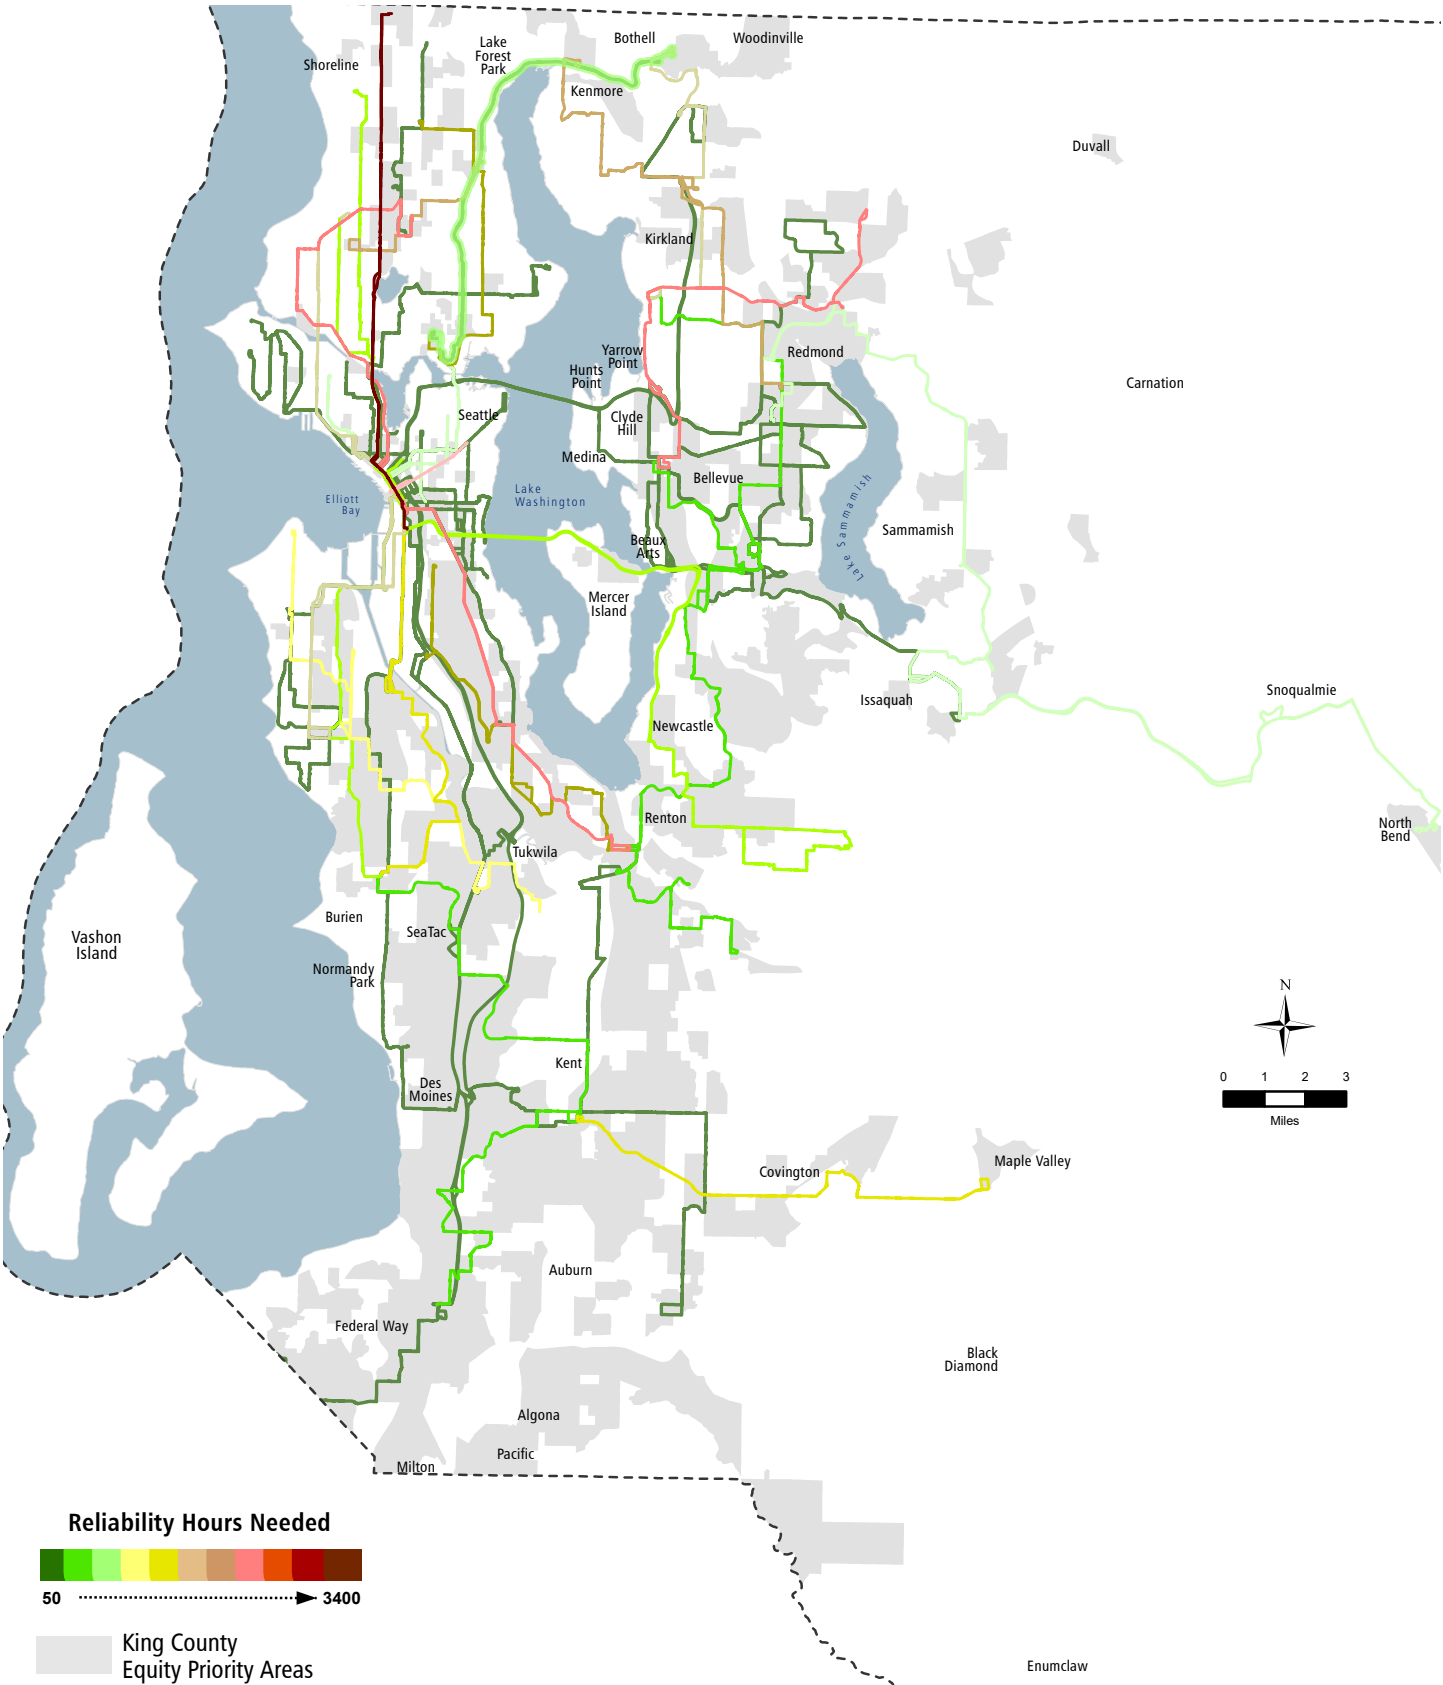 Bothell
Woodinville
Lake
Forest
Park
Shoreline
Kenmore
Duvall
Kirkland
Yarrow
Point
Redmond
Hunts
Point
Carnation
Seattle
Clyde
Hill
Medina
Bellevue
Elliott
Bay
Lake
Washington
Lake Sammamish
Sammamish
Beaux
Arts
Mercer
Island
Issaquah
Snoqualmie
Newcastle
Renton
North
Bend
Tukwila
Burien
SeaTac
Vashon
Island
Normandy
Park
N
Kent
0 1 2 3
Miles
Des
Moines
Covington
Maple Valley
Auburn
Federal Way
Black
Diamond
Algona
Pacific
Milton
Reliability Hours Needed
50 3400
King County
Equity Priority Areas
Enumclaw